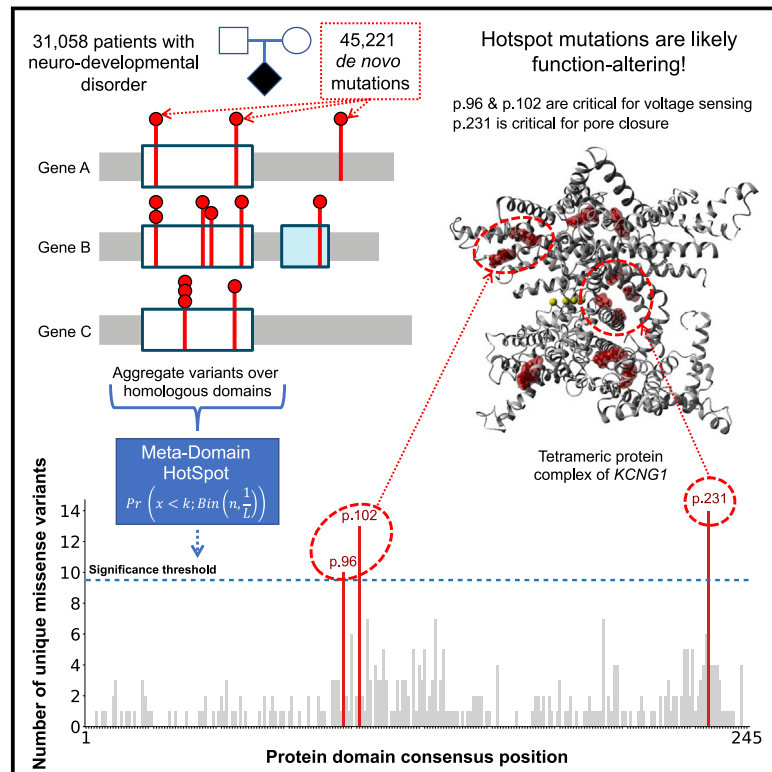 31,058 patients with
neuro-developmental
disorder
45,221
de novo
mutations
Hotspot mutations are likely
function-altering!
p.96 & p.102 are critical for voltage sensing
p.231 is critical for pore closure
Gene A
Gene B
Gene C
Aggregate variants over
homologous domains
Meta-Domain
HotSpot
Pr(x < k; Bin(n, 1/L))
Tetrameric protein
complex of KCNG1
Number of unique missense variants
14
12
10
8
6
4
2
0
Significance threshold
p.96
p.102
p.231
1
245
Protein domain consensus position